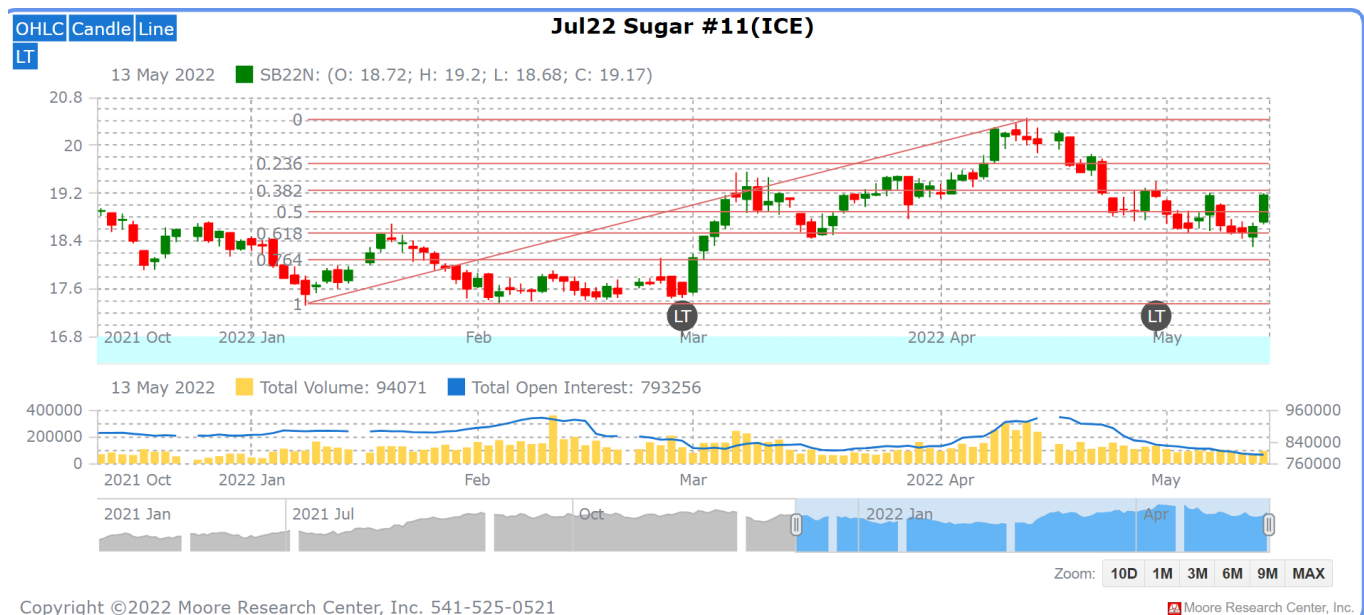 OHLC Candle Line
LT
Jul22 Sugar #11(ICE)
13 May 2022 SB22N: (O: 18.72; H: 19.2; L: 18.68; C: 19.17)
20.8
0
20
0.236
0.382
19.2
0.5
0.618
18.4
0.764
17.6
1
LT LT
16.8
2021 Oct 2022 Jan Feb Mar 2022 Apr May
13 May 2022 Total Volume: 94071 Total Open Interest: 793256
400000 960000
200000 840000
0 760000
2021 Oct 2022 Jan Feb Mar 2022 Apr May
2021 Jan 2021 Jul Oct 2022 Jan Apr
Zoom: 10D 1M 3M 6M 9M MAX
Copyright ©2022 Moore Research Center, Inc. 541-525-0521 Moore Research Center, Inc.